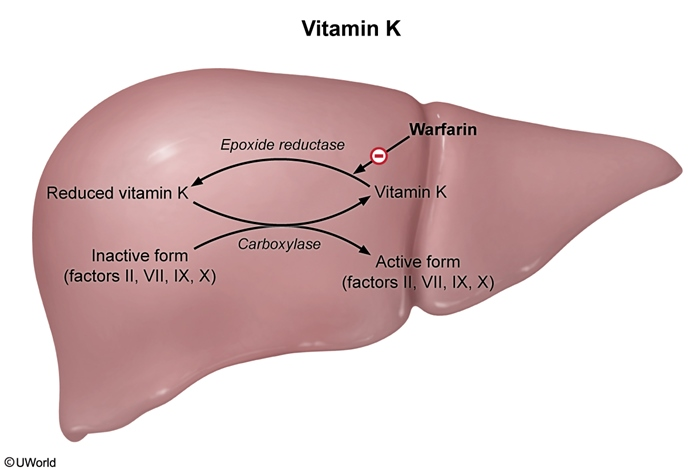 Vitamin K
Warfarin
Epoxide reductase
Reduced vitamin K
Vitamin K
Carboxylase
Inactive form
(factors II, VII, IX, X)
Active form
(factors II, VII, IX, X)
©UWorld